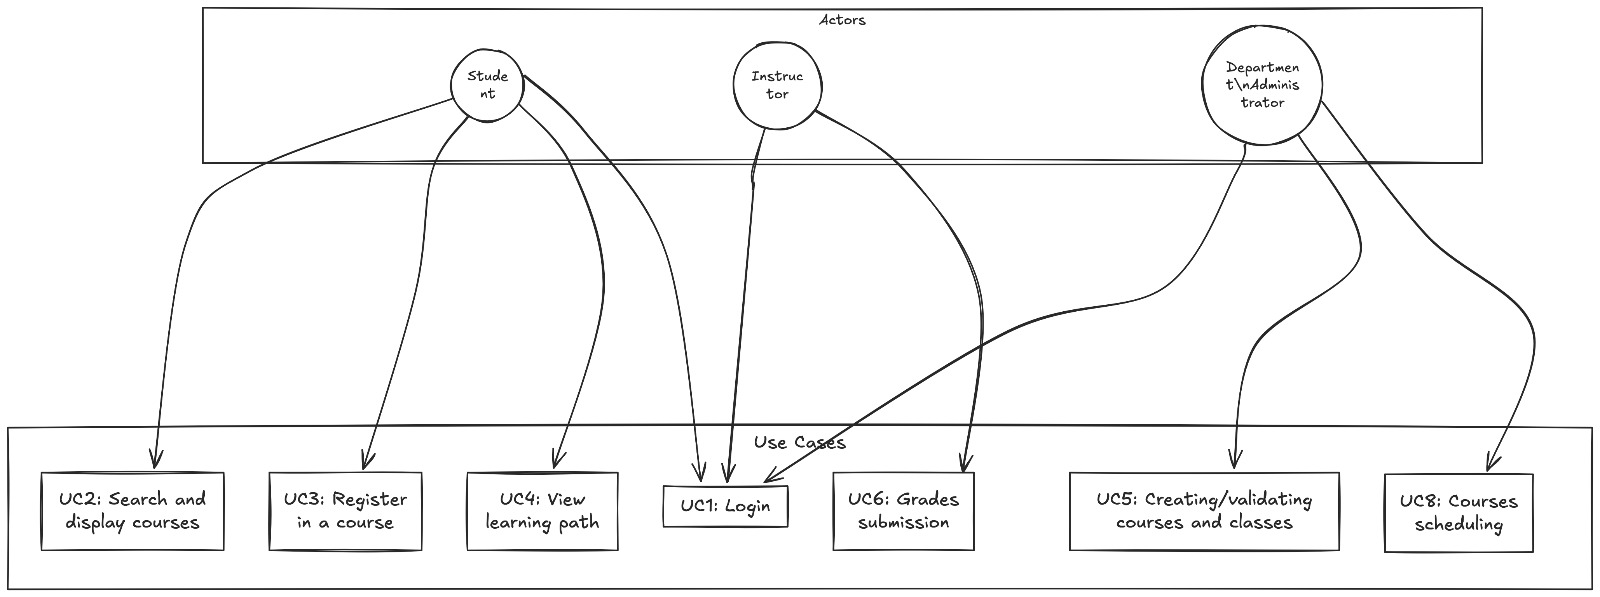 Actors
Stude
nt
Instruc
tor
Departmen
t\nAdminis
trator
Use Cases
UC2: Search and
display courses
UC3: Register
in a course
UC4: View
learning path
UC1: Login
UC6: Grades
submission
UC5: Creating/validating
courses and classes
UC8: Courses
scheduling